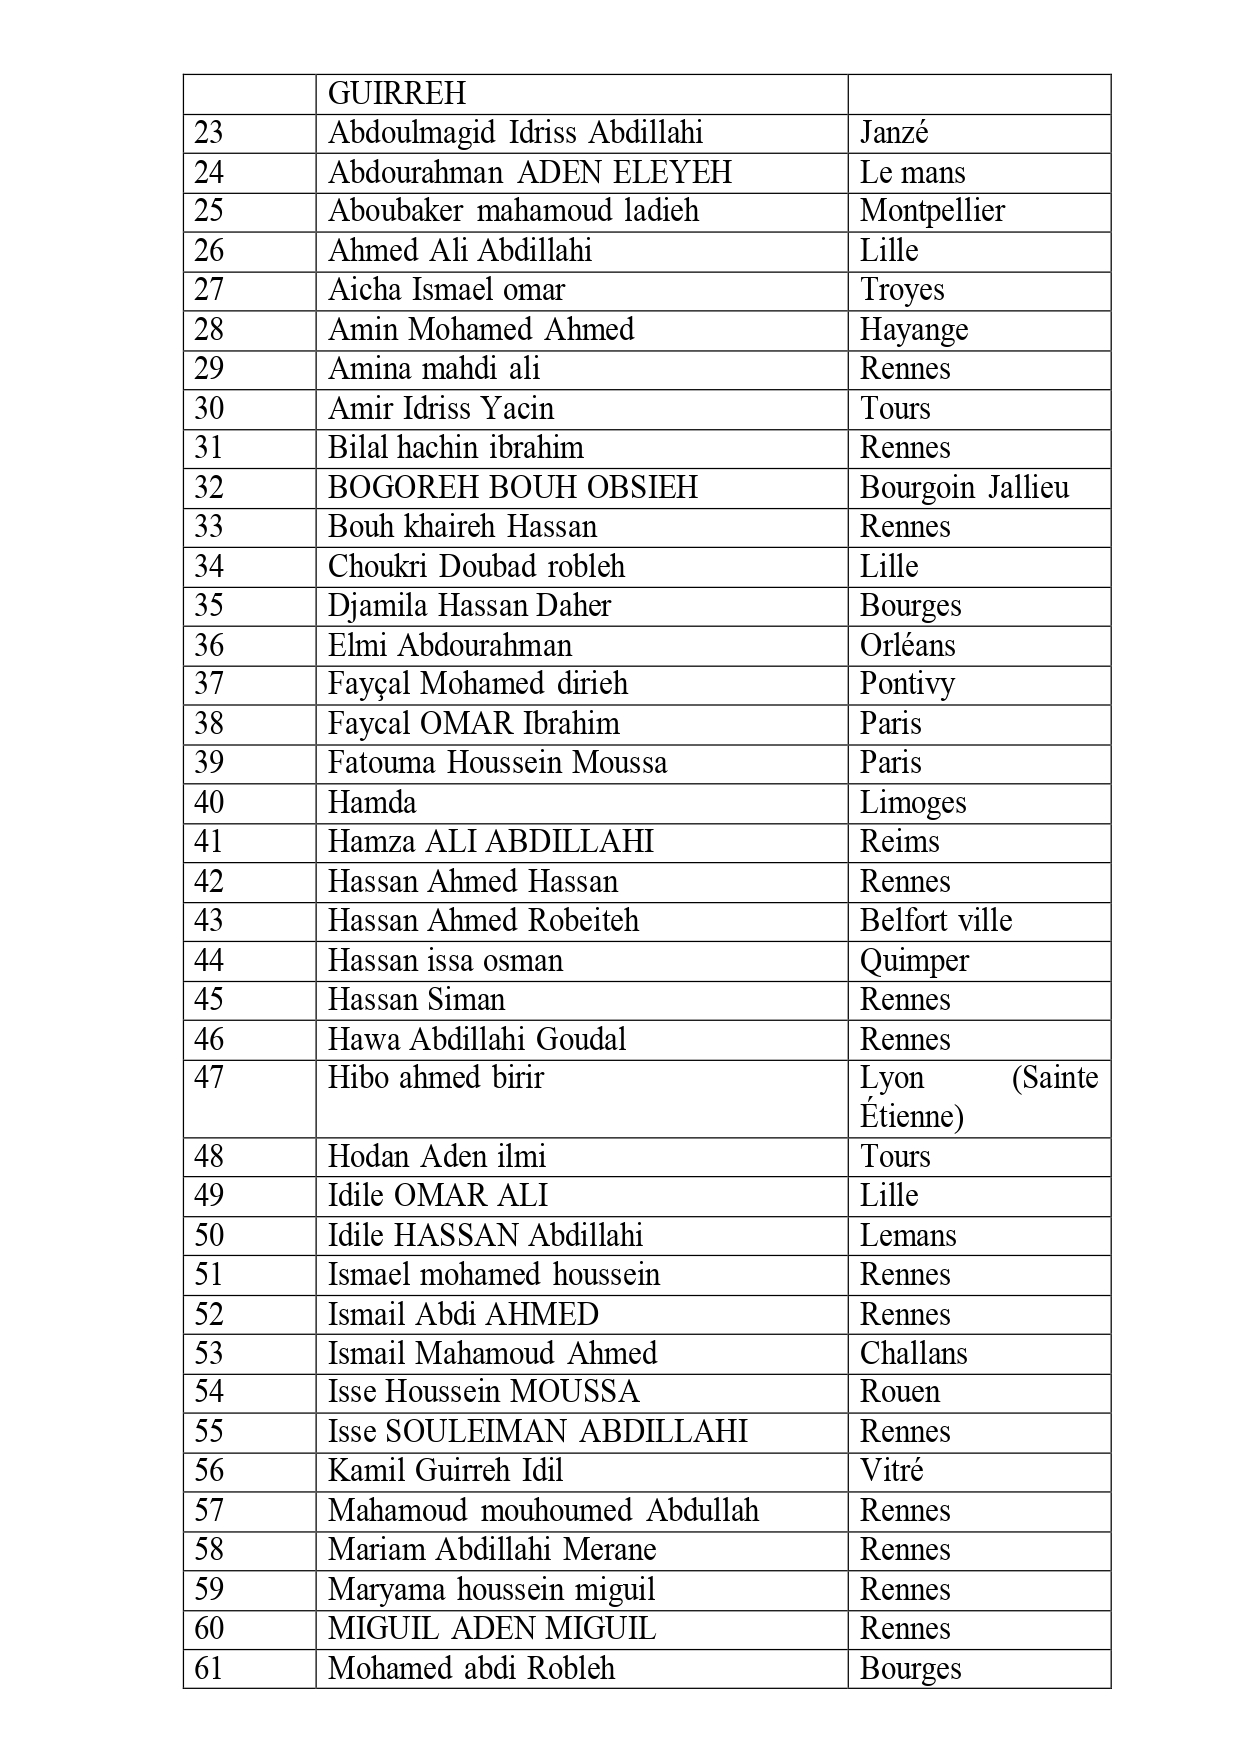 GUIRREH
23 Abdoulmagid Idriss Abdillahi Janzé
24 Abdourahman ADEN ELEYEH Le mans
25 Aboubaker mahamoud ladieh Montpellier
26 Ahmed Ali Abdillahi Lille
27 Aicha Ismael omar Troyes
28 Amin Mohamed Ahmed Hayange
29 Amina mahdi ali Rennes
30 Amir Idriss Yacin Tours
31 Bilal hachin ibrahim Rennes
32 BOGOREH BOUH OBSIEH Bourgoin Jallieu
33 Bouh khaireh Hassan Rennes
34 Choukri Doubad robleh Lille
35 Djamila Hassan Daher Bourges
36 Elmi Abdourahman Orléans
37 Fayçal Mohamed dirieh Pontivy
38 Faycal OMAR Ibrahim Paris
39 Fatouma Houssein Moussa Paris
40 Hamda Limoges
41 Hamza ALI ABDILLAHI Reims
42 Hassan Ahmed Hassan Rennes
43 Hassan Ahmed Robeiteh Belfort ville
44 Hassan issa osman Quimper
45 Hassan Siman Rennes
46 Hawa Abdillahi Goudal Rennes
47 Hibo ahmed birir Lyon (Sainte
Étienne)
48 Hodan Aden ilmi Tours
49 Idile OMAR ALI Lille
50 Idile HASSAN Abdillahi Lemans
51 Ismael mohamed houssein Rennes
52 Ismail Abdi AHMED Rennes
53 Ismail Mahamoud Ahmed Challans
54 Isse Houssein MOUSSA Rouen
55 Isse SOULEIMAN ABDILLAHI Rennes
56 Kamil Guirreh Idil Vitré
57 Mahamoud mouhoumed Abdullah Rennes
58 Mariam Abdillahi Merane Rennes
59 Maryama houssein miguil Rennes
60 MIGUIL ADEN MIGUIL Rennes
61 Mohamed abdi Robleh Bourges